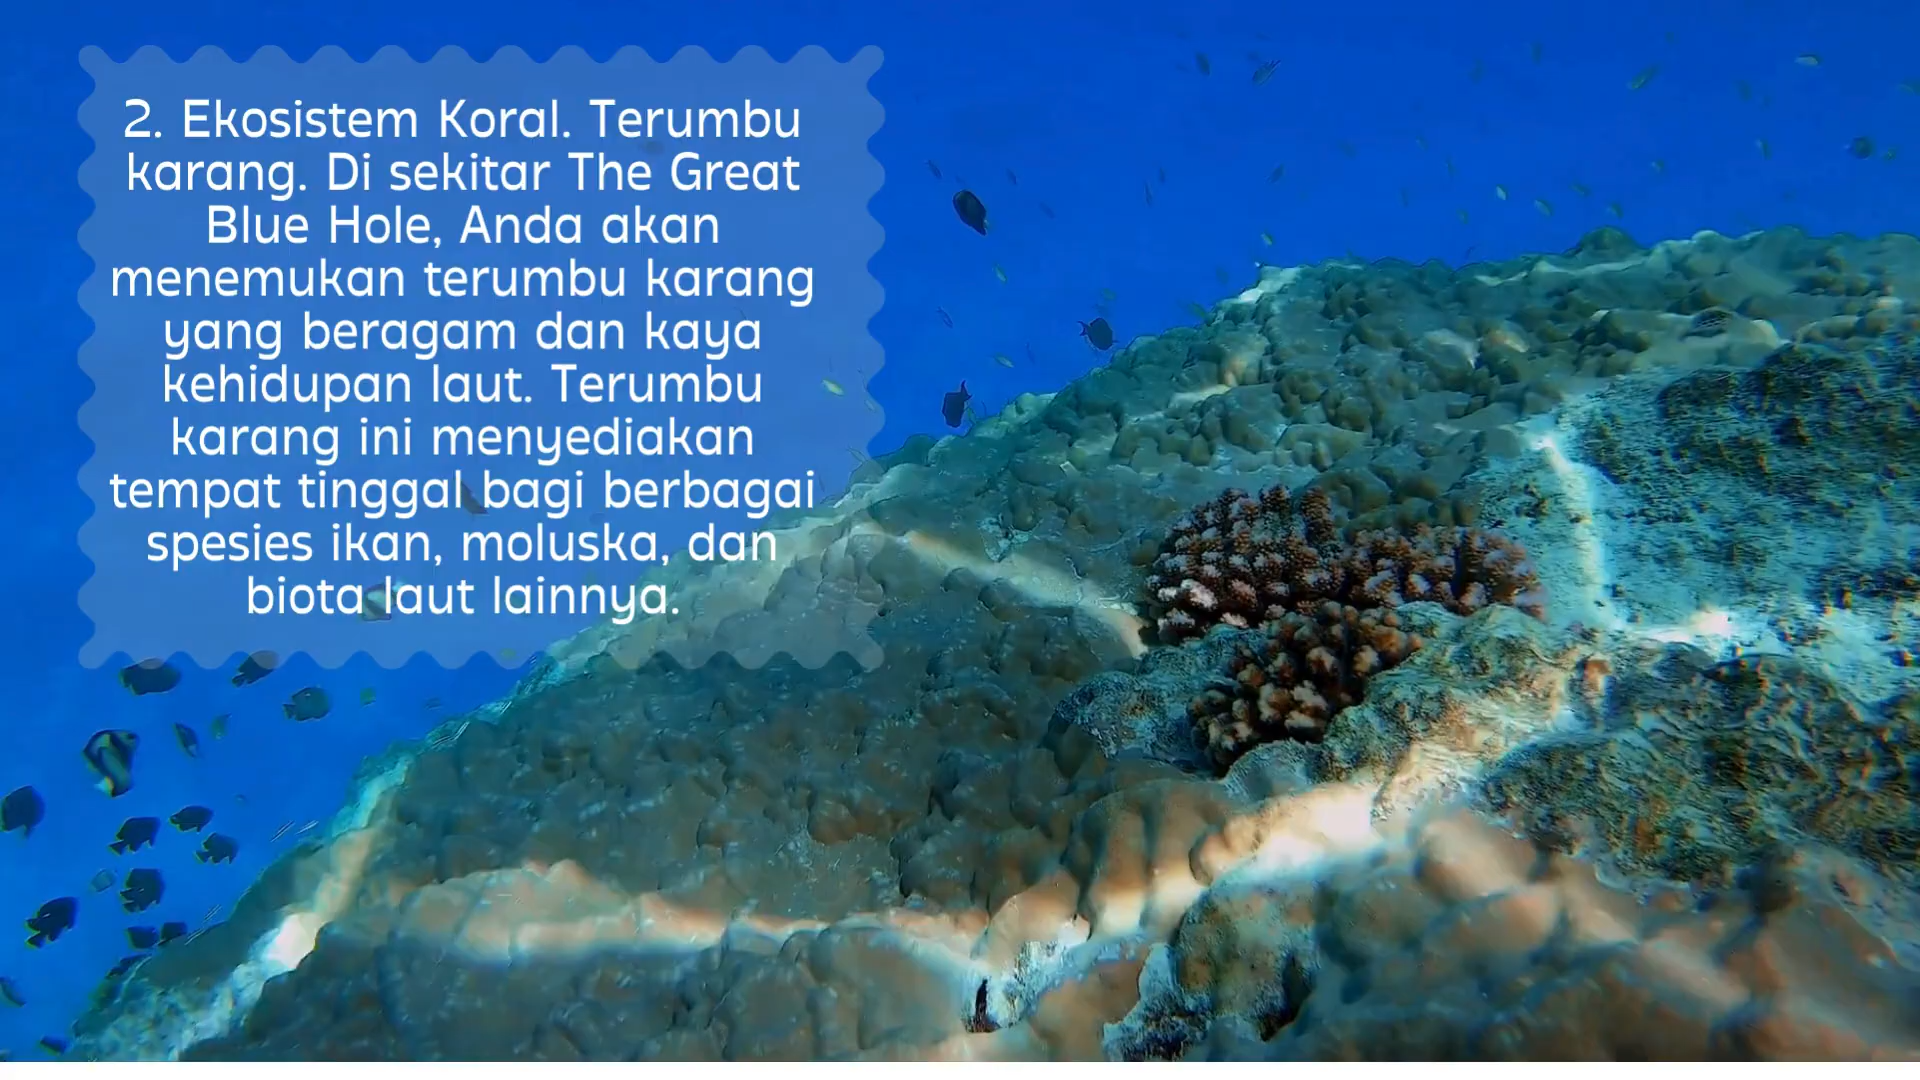 2. Ekosistem Koral. Terumbu
karang. Di sekitar The Great
Blue Hole, Anda akan
menemukan terumbu karang
yang beragam dan kaya
kehidupan laut. Terumbu
karang ini menyediakan
tempat tinggal bagi berbagai
spesies ikan, moluska, dan
biota laut lainnya.